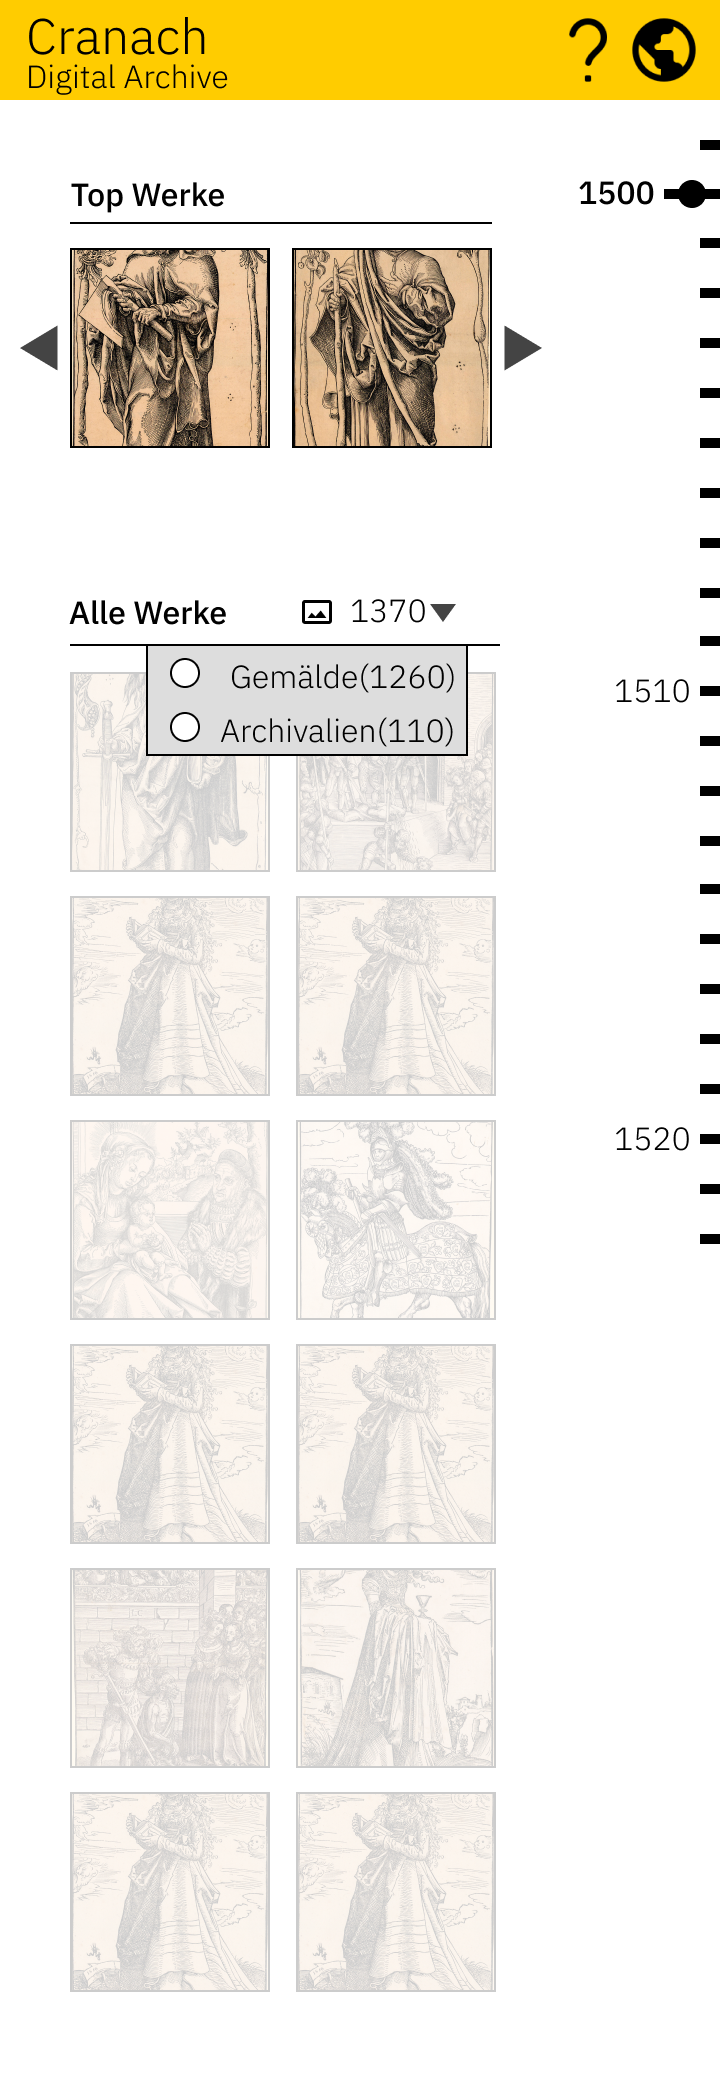 Cranach
Digital Archive
Top Werke
1500
Alle Werke 1370
Gemälde(1260)
Archivalien(110)
1510
1520